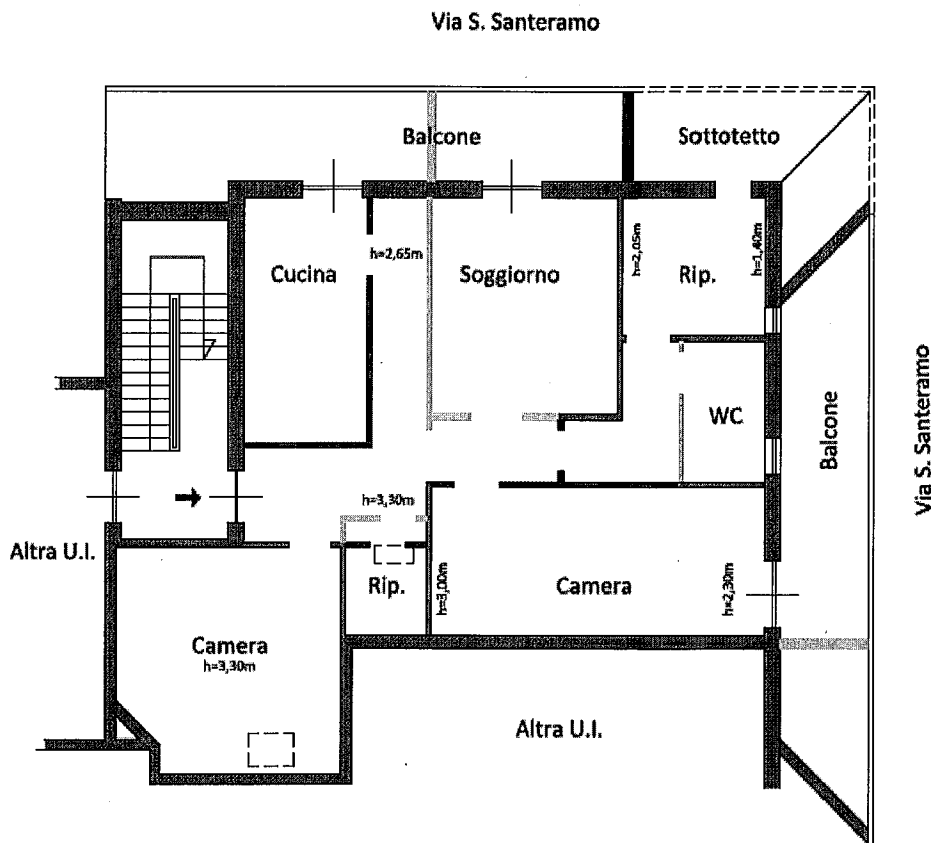 Via S. Santeramo
Balcone
Sottotetto
Cucina
h=2,65m
Soggiorno
h=2,05m
Rip.
h=1,40m
WC
Balcone
Via S. Santeramo
h=3,30m
Altra U.I.
Rip.
h=3,00m
Camera
h=2,30m
Camera
h=3,30m
Altra U.I.